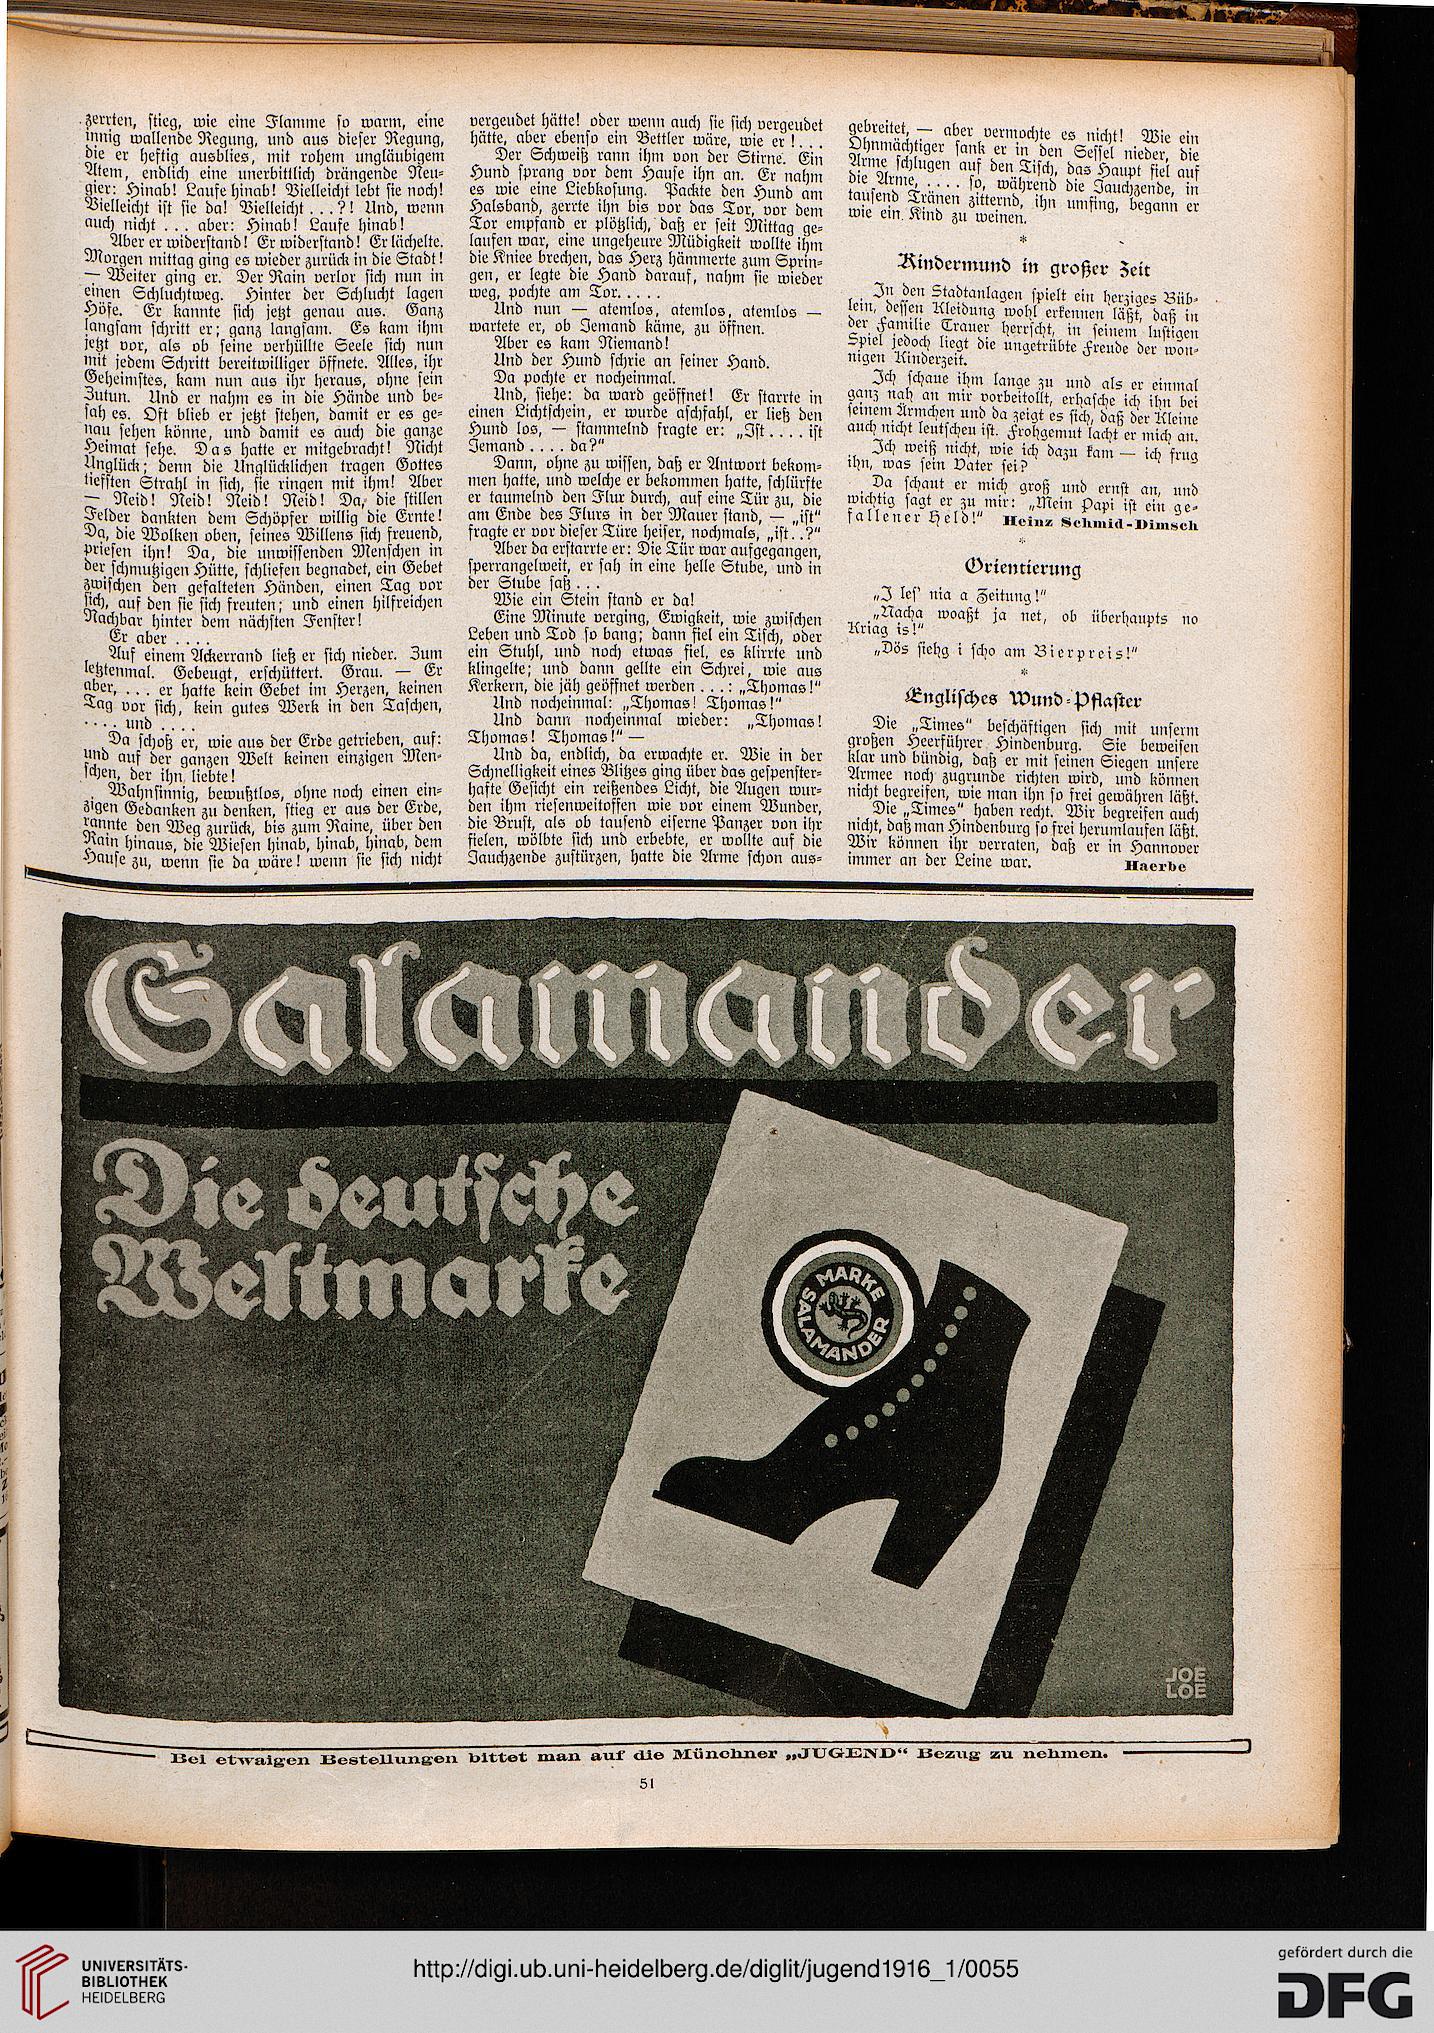 zerrten, stieg, wie eine Flamme so warm, eine
innig wallende Regung, und aus dieser Regung,
die er heftig ausblies, mit rohem ungläubigem
Atem, endlich eine unerbittlich drängende Neu-
gier: Hinab! Laufe hinab! Vielleicht lebt sie noch!
Vielleicht ist sie da! Vielleicht ...?! Und, wenn
auch nicht ... aber: Hinab! Laufe hinab!
Aber er widerstand! Er widerstand! Er lächelte.
Morgen mittag ging es wieder zurück in die Stadt!
— Weiter ging er. Der Rain verlor sich nun in
einen Schluchtweg. Hinter der Schlucht lagen
Höfe. Er kannte sich jetzt genau aus. Ganz
langsam schritt er; ganz langsam. Es kam ihm
jetzt vor, als ob seine verhüllte Seele sich nun
mit jedem Schritt bereitwilliger öffnete. Alles, ihr
Geheimstes, kam nun aus ihr heraus, ohne sein
Zutun. Und er nahm es in die Hände und be-
sah es. Oft blieb er jetzt stehen, damit er es ge-
nau sehen könne, und damit es auch die ganze
Heimat sehe. Das hatte er mitgebracht! Nicht
Unglück; denn die Unglücklichen tragen Gottes
tiefsten Strahl in sich, sie ringen mit ihm! Aber
— Neid! Neid! Neid! Neid! Da, die stillen
Felder dankten dem Schöpfer willig die Ernte!
Da, die Wolken oben, seines Willens sich freuend,
priesen ihn! Da, die unwissenden Menschen in
der schmutzigen Hütte, schliefen begnadet, ein Gebet
zwischen den gefalteten Händen, einen Tag vor
sich, auf den sie sich freuten; und einen hilfreichen
Nachbar hinter dem nächsten Fenster!
Er aber ....
Auf einem Ackerrand ließ er sich nieder. Zum
letztenmal. Gebeugt, erschüttert. Grau. — Er
aber, ... er hatte kein Gebet im Herzen, keinen
Tag vor sich, kein gutes Werk in den Taschen,
.... und ....
Da schoß er, wie aus der Erde getrieben, auf:
und auf der ganzen Welt keinen einzigen Men-
schen, der ihn liebte!
Wahnsinnig, bewußtlos, ohne noch einen ein-
zigen Gedanken zu denken, stieg er aus der Erde,
rannte den Weg zurück, bis zum Raine, über den
Rain hinaus, die Wiesen hinab, hinab, hinab, dem
Hause zu, wenn sie da wäre! wenn sie sich nicht
vergeudet hätte! oder wenn auch sie sich vergeudet
hätte, aber ebenso ein Bettler wäre, wie er!...
Der Schweiß rann ihm von der Stirne. Ein
Hund sprang vor dem Hause ihn an. Er nahm
es wie eine Liebkosung. Packte den Hund am
Halsband, zerrte ihn bis vor das Tor, vor dem
Tor empfand er plötzlich, daß er seit Mittag ge-
laufen war, eine ungeheure Müdigkeit wollte ihm
die Kniee brechen, das Herz hämmerte zum Sprin-
gen, er legte die Hand darauf, nahm sie wieder
weg, pochte am Tor.....
Und nun — atemlos, atemlos, atemlos —
wartete er, ob Jemand käme, zu öffnen.
Aber es kam Niemand!
Und der Hund schrie an seiner Hand.
Da pochte er nocheinmal.
Und, siehe: da ward geöffnet! Er starrte in
einen Lichtschein, er wurde aschfahl, er ließ den
Hund los, — stammelnd fragte er: „Ist .... ist
Jemand .... da?"
Dann, ohne zu wissen, daß er Antwort bekom-
men hatte, und welche er bekommen hatte, schlürfte
er taumelnd den Flur durch, auf eine Tür zu, die
am Ende des Flurs in der Mauer stand, — „ist"
fragte er vor dieser Türe heiser, nochmals, „ist..?"
Aber da erstarrte er: Die Tür war aufgegangen,
sperrangelweit, er sah in eine helle Stube, und in
der Stube saß ...
Wie ein Stein stand er da!
Eine Minute verging, Ewigkeit, wie zwischen
Leben und Tod so bang; dann fiel ein Tisch, oder
ein Stuhl, und noch etwas fiel, es klirrte und
klingelte; und dann gellte ein Schrei, wie aus
Kerkern, die jäh geöffnet werden ...: „Thomas!"
Und nocheinmal: „Thomas! Thomas!"
Und dann nocheinmal wieder: „Thomas!
Thomas! Thomas!" —
Und da, endlich, da erwachte er. Wie in der
Schnelligkeit eines Blitzes ging über das gespenster-
hafte Gesicht ein reißendes Licht, die Augen wur-
den ihm riesenweitoffen wie vor einem Wunder,
die Brust, als ob tausend eiserne Panzer von ihr
fielen, wölbte sich und erbebte, er wollte auf die
Jauchzende zustürzen, hatte die Arme schon aus-
gebreitet, — aber vermochte es nicht! Wie ein
Ohnmächtiger sank er in den Sessel nieder, die
Arme schlugen auf den Tisch, das Haupt fiel auf
die Arme, .... so, während die Jauchzende, in
tausend Tränen zitternd, ihn umfing, begann er
wie ein Kind zu weinen.
*
Kindermund in großer Zeit
In den Stadtanlagen spielt ein herziges Büb-
lein, dessen Kleidung wohl erkennen läßt, daß in
der Familie Trauer herrscht, in seinem lustigen
Spiel jedoch liegt die ungetrübte Freude der won-
nigen Kinderzeit.
Ich schaue ihm lange zu und als er einmal
ganz nah an mir vorbeitollt, erhasche ich ihn bei
seinem Ärmchen und da zeigt es sich, daß der Kleine
auch nicht leutscheu ist. Frohgemut lacht er mich an.
Ich weiß nicht, wie ich dazu kam — ich frug
ihn, was sein Vater sei?
Da schaut er mich groß und ernst an, und
wichtig sagt er zu mir: „Mein Papi ist ein ge-
fallener Held!" Heinz Schmid-Dimsch
*
Orientierung
„I les' nia a Zeitung!"
„Nacha woaßt ja net, ob überhaupts no
Kriag is!"
„Dös siehg i scho am Bierpreis!"
*
Englisches Wund-Pflaster
Die „Times" beschäftigen sich mit unserm
großen Heerführer Hindenburg. Sie beweisen
klar und bündig, daß er mit seinen Siegen unsere
Armee noch zugrunde richten wird, und können
nicht begreifen, wie man ihn so frei gewähren läßt.
Die „Times" haben recht. Wir begreifen auch
nicht, daß man Hindenburg so frei herumlaufen läßt.
Wir können ihr verraten, daß er in Hannover
immer an der Leine war. Haerbe
Salamander
Die deutsche
Weltmarke
MARKE
SALAMANDER
JOE
LOE
Bei etwaigen Bestellungen bittet man auf die Münchner „JUGEND" Bezug zu nehmen.
51
UNIVERSITÄTS-
BIBLIOTHEK
HEIDELBERG
http://digi.ub.uni-heidelberg.de/diglit/jugend1916_1/0055
gefördert durch die
DFG